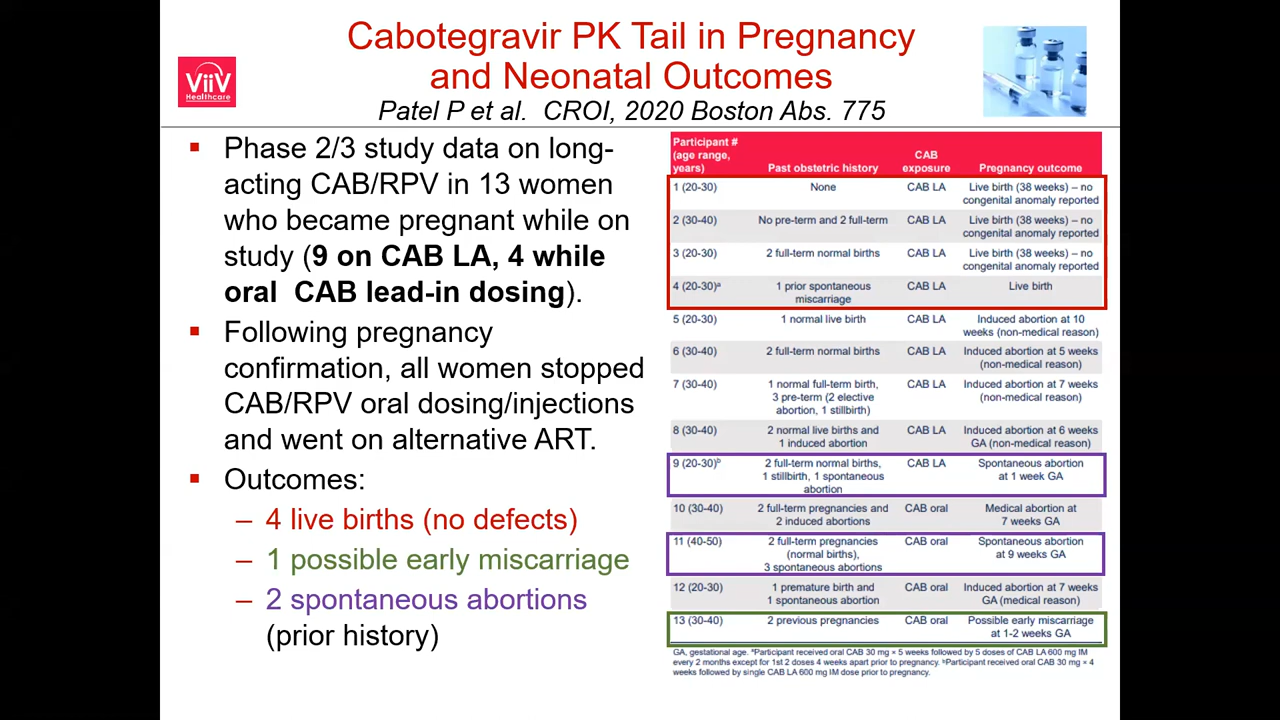 Cabotegravir PK Tail in Pregnancy
and Neonatal Outcomes
Patel P et al. CROI, 2020 Boston Abs. 775
ViiV
Healthcare
▪ Phase 2/3 study data on long-
acting CAB/RPV in 13 women
who became pregnant while on
study (9 on CAB LA, 4 while
oral CAB lead-in dosing).
▪ Following pregnancy
confirmation, all women stopped
CAB/RPV oral dosing/injections
and went on alternative ART.
▪ Outcomes:
– 4 live births (no defects)
– 1 possible early miscarriage
– 2 spontaneous abortions
(prior history)
Participant #
(age range, CAB
years) Past obstetric history exposure Pregnancy outcome
1 (20-30) None CAB LA Live birth (38 weeks) – no
congenital anomaly reported
2 (30-40) No pre-term and 2 full-term CAB LA Live birth (38 weeks) – no
congenital anomaly reported
3 (20-30) 2 full-term normal births CAB LA Live birth (38 weeks) – no
congenital anomaly reported
4 (20-30)ᵃ 1 prior spontaneous CAB LA Live birth
miscarriage
5 (20-30) 1 normal live birth CAB LA Induced abortion at 10
weeks (non-medical reason)
6 (30-40) 2 full-term normal births CAB LA Induced abortion at 5 weeks
(non-medical reason)
7 (30-40) 1 normal full-term birth, CAB LA Induced abortion at 7 weeks
3 pre-term (2 elective (non-medical reason)
abortion, 1 stillbirth)
8 (30-40) 2 normal live births and CAB LA Induced abortion at 6 weeks
1 induced abortion GA (non-medical reason)
9 (20-30)ᵇ 2 full-term normal births, CAB LA Spontaneous abortion
1 stillbirth, 1 spontaneous at 1 week GA
abortion
10 (30-40) 2 full-term pregnancies and CAB oral Medical abortion at
2 induced abortions 7 weeks GA
11 (40-50) 2 full-term pregnancies CAB oral Spontaneous abortion
(normal births), at 9 weeks GA
3 spontaneous abortions
12 (20-30) 1 premature birth and CAB oral Induced abortion at 7 weeks
1 spontaneous abortion GA (medical reason)
13 (30-40) 2 previous pregnancies CAB oral Possible early miscarriage
at 1-2 weeks GA
GA, gestational age. ᵃParticipant received oral CAB 30 mg × 5 weeks followed by 5 doses of CAB LA 600 mg IM
every 2 months except for 1st 2 doses 4 weeks apart prior to pregnancy. ᵇParticipant received oral CAB 30 mg × 4
weeks followed by single CAB LA 600 mg IM dose prior to pregnancy.